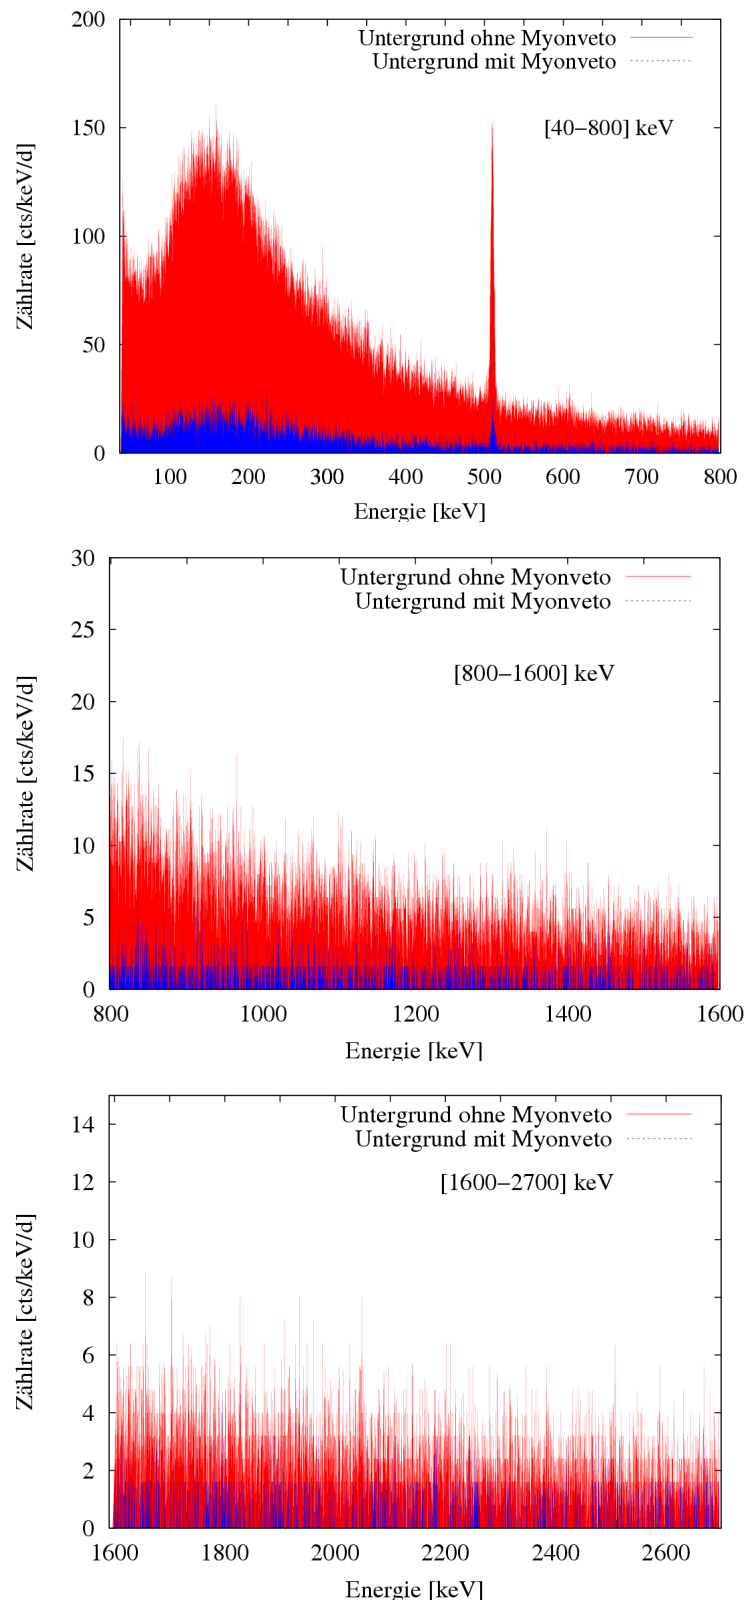 200
150
100
50
0
Zählrate [cts/keV/d]
Untergrund ohne Myonveto
Untergrund mit Myonveto
[40–800] keV
100 200 300 400 500 600 700 800
Energie [keV]
30
25
20
15
10
5
0
Zählrate [cts/keV/d]
Untergrund ohne Myonveto
Untergrund mit Myonveto
[800–1600] keV
800 1000 1200 1400 1600
Energie [keV]
14
12
10
8
6
4
2
0
Zählrate [cts/keV/d]
Untergrund ohne Myonveto
Untergrund mit Myonveto
[1600–2700] keV
1600 1800 2000 2200 2400 2600
Energie [keV]